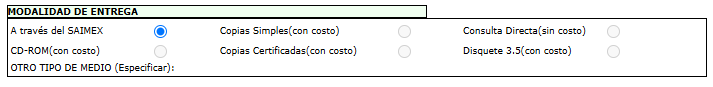 MODALIDAD DE ENTREGA
A través del SAIMEX Copias Simples(con costo) Consulta Directa(sin costo)
CD-ROM(con costo) Copias Certificadas(con costo) Disquete 3.5(con costo)
OTRO TIPO DE MEDIO (Especificar):